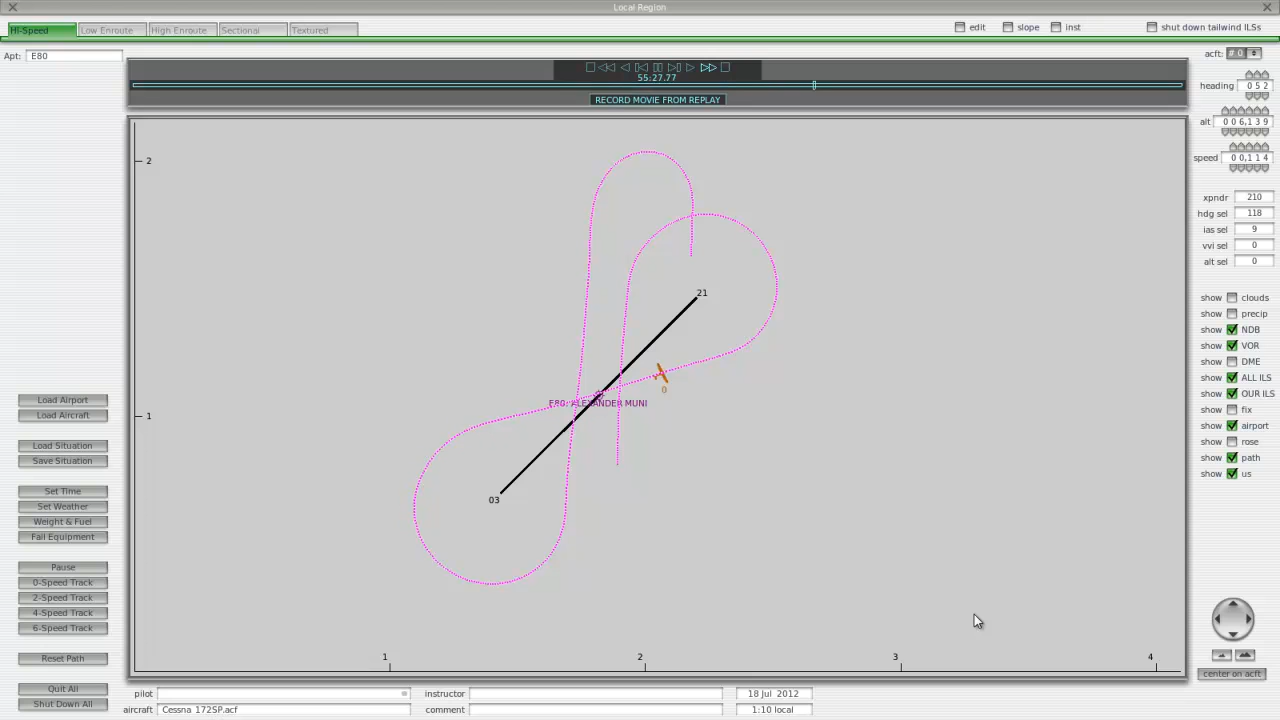 Local Region
HI-Speed Low Enroute High Enroute Sectional Textured edit slope inst shut down tailwind ILSs
Apt: E80
acft: # 0
55:27.77
RECORD MOVIE FROM REPLAY
heading 0 5 2
alt 0 0 6,1 3 9
speed 0 0,1 1 4
xpndr 210
hdg sel 118
ias sel 9
vvi sel 0
alt sel 0
show clouds
show precip
show NDB
show VOR
show DME
show ALL ILS
show OUR ILS
show fix
show airport
show rose
show path
show us
2
21
0
E80: ALEXANDER MUNI
1
03
1 2 3 4
Load Airport
Load Aircraft
Load Situation
Save Situation
Set Time
Set Weather
Weight & Fuel
Fail Equipment
Pause
0-Speed Track
2-Speed Track
4-Speed Track
6-Speed Track
Reset Path
Quit All
Shut Down All
center on acft
pilot instructor 18 Jul 2012
aircraft Cessna_172SP.acf comment 1:10 local